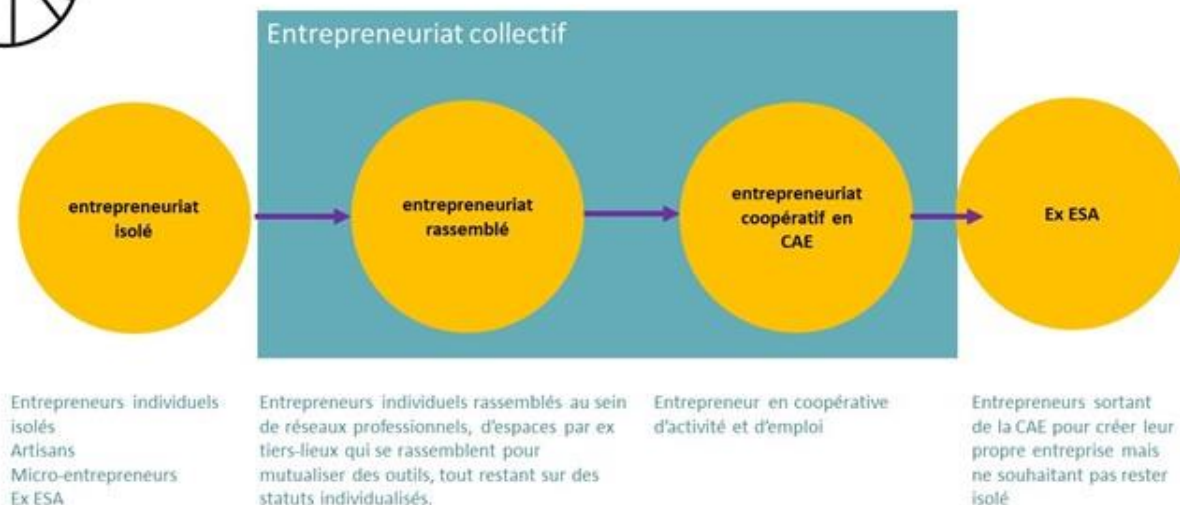 Entrepreneuriat collectif
entrepreneuriat
isolé
entrepreneuriat
rassemblé
entrepreneuriat
coopératif en
CAE
Ex ESA
Entrepreneurs individuels
isolés
Artisans
Micro-entrepreneurs
Ex ESA
Entrepreneurs individuels rassemblés au sein
de réseaux professionnels, d'espaces par ex
tiers-lieux qui se rassemblent pour
mutualiser des outils, tout restant sur des
statuts individualisés.
Entrepreneur en coopérative
d'activité et d'emploi
Entrepreneurs sortant
de la CAE pour créer leur
propre entreprise mais
ne souhaitant pas rester
isolé